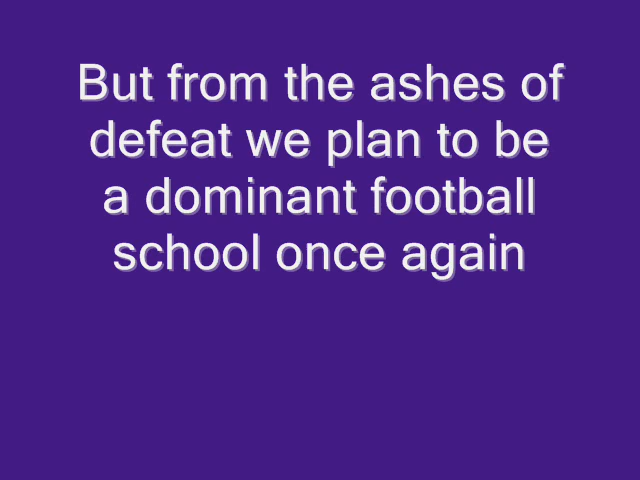 But from the ashes of
defeat we plan to be
a dominant football
school once again